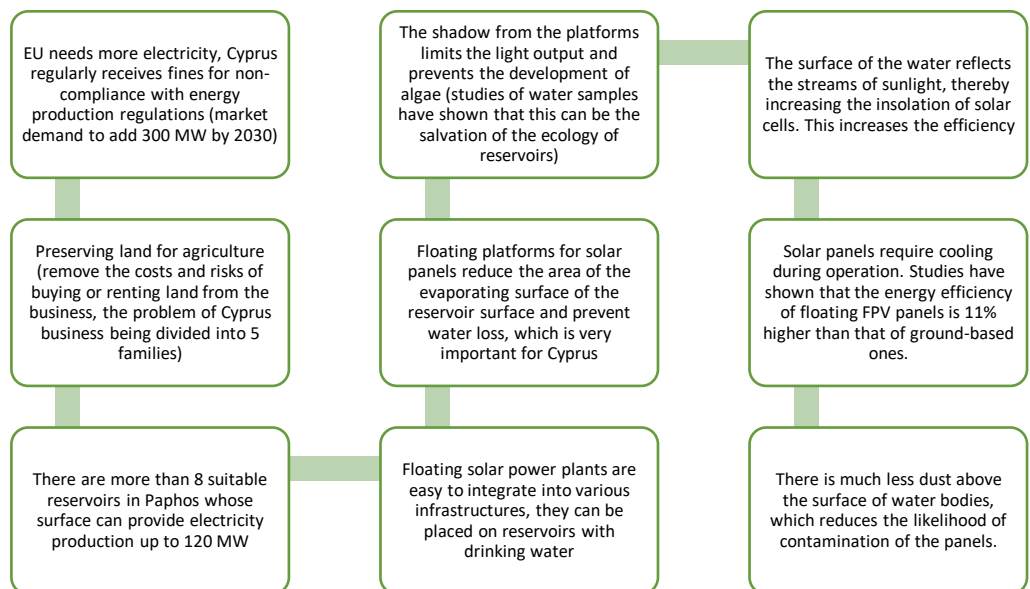 EU needs more electricity, Cyprus
regularly receives fines for non-
compliance with energy
production regulations (market
demand to add 300 MW by 2030)
Preserving land for agriculture
(remove the costs and risks of
buying or renting land from the
business, the problem of Cyprus
business being divided into 5
families)
There are more than 8 suitable
reservoirs in Paphos whose
surface can provide electricity
production up to 120 MW
Floating solar power plants are
easy to integrate into various
infrastructures, they can be
placed on reservoirs with
drinking water
Floating platforms for solar
panels reduce the area of the
evaporating surface of the
reservoir surface and prevent
water loss, which is very
important for Cyprus
The shadow from the platforms
limits the light output and
prevents the development of
algae (studies of water samples
have shown that this can be the
salvation of the ecology of
reservoirs)
The surface of the water reflects
the streams of sunlight, thereby
increasing the insolation of solar
cells. This increases the efficiency
Solar panels require cooling
during operation. Studies have
shown that the energy efficiency
of floating FPV panels is 11%
higher than that of ground-based
ones.
There is much less dust above
the surface of water bodies,
which reduces the likelihood of
contamination of the panels.